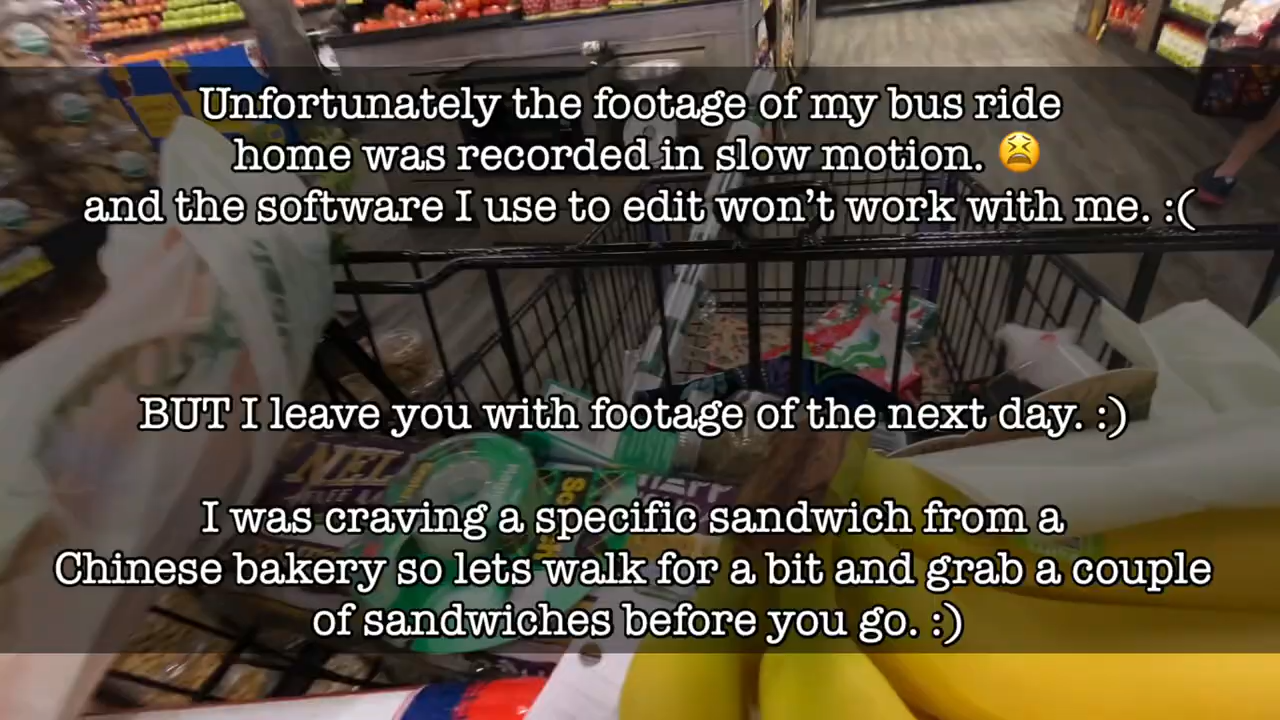 Unfortunately the footage of my bus ride
home was recorded in slow motion. 😫
and the software I use to edit won’t work with me. :(
BUT I leave you with footage of the next day. :)
I was craving a specific sandwich from a
Chinese bakery so lets walk for a bit and grab a couple
of sandwiches before you go. :)